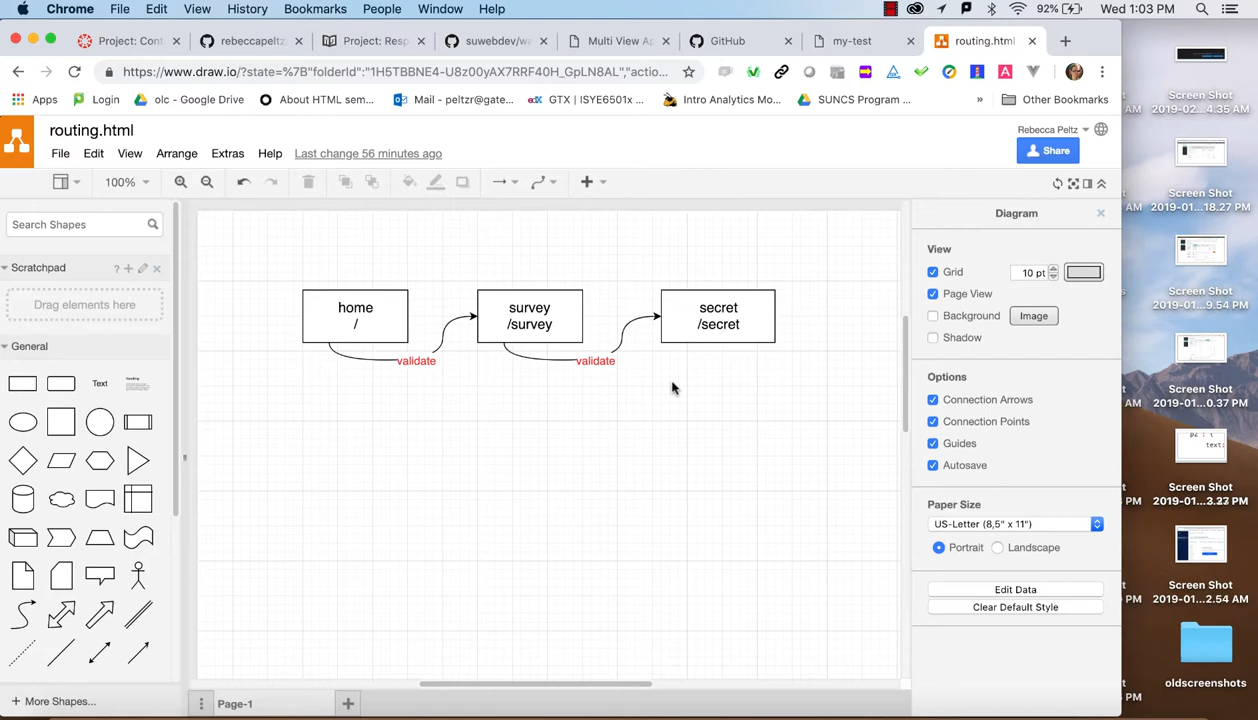 Chrome File Edit View History Bookmarks People Window Help
92% Wed 1:03 PM
Project: Cont
rebeccapeltz.
Project: Resp
suwebdev/wa
Multi View Ap
GitHub
my-test
routing.html
https://www.draw.io/?state=%7B"folderId":"1H5TBBNE4-U8z00yAX7RRF40H_GpLN8AL","actio...
Apps
Login
olc - Google Drive
About HTML sem...
Mail - peltzr@gate...
GTX | ISYE6501x ...
Intro Analytics Mo...
SUNCS Program ...
»
Other Bookmarks
routing.html
Rebecca Peltz
File Edit View Arrange Extras Help Last change 56 minutes ago
Share
100%
Search Shapes
Scratchpad
?
Drag elements here
General
Text
Heading
More Shapes...
home
/
survey
/survey
secret
/secret
validate
validate
Page-1
Diagram
View
Grid
10 pt
Page View
Background
Image
Shadow
Options
Connection Arrows
Connection Points
Guides
Autosave
Paper Size
US-Letter (8,5" x 11")
Portrait
Landscape
Edit Data
Clear Default Style
Screen Shot
2019-02...4.35 AM
Screen Shot
2019-01...18.27 PM
Screen Shot
2019-01...9.54 PM
Screen Shot
2019-01...0.37 PM
text:
Screen Shot
2019-01...3.23 PM
Screen Shot
2019-01...2.54 AM
oldscreenshots